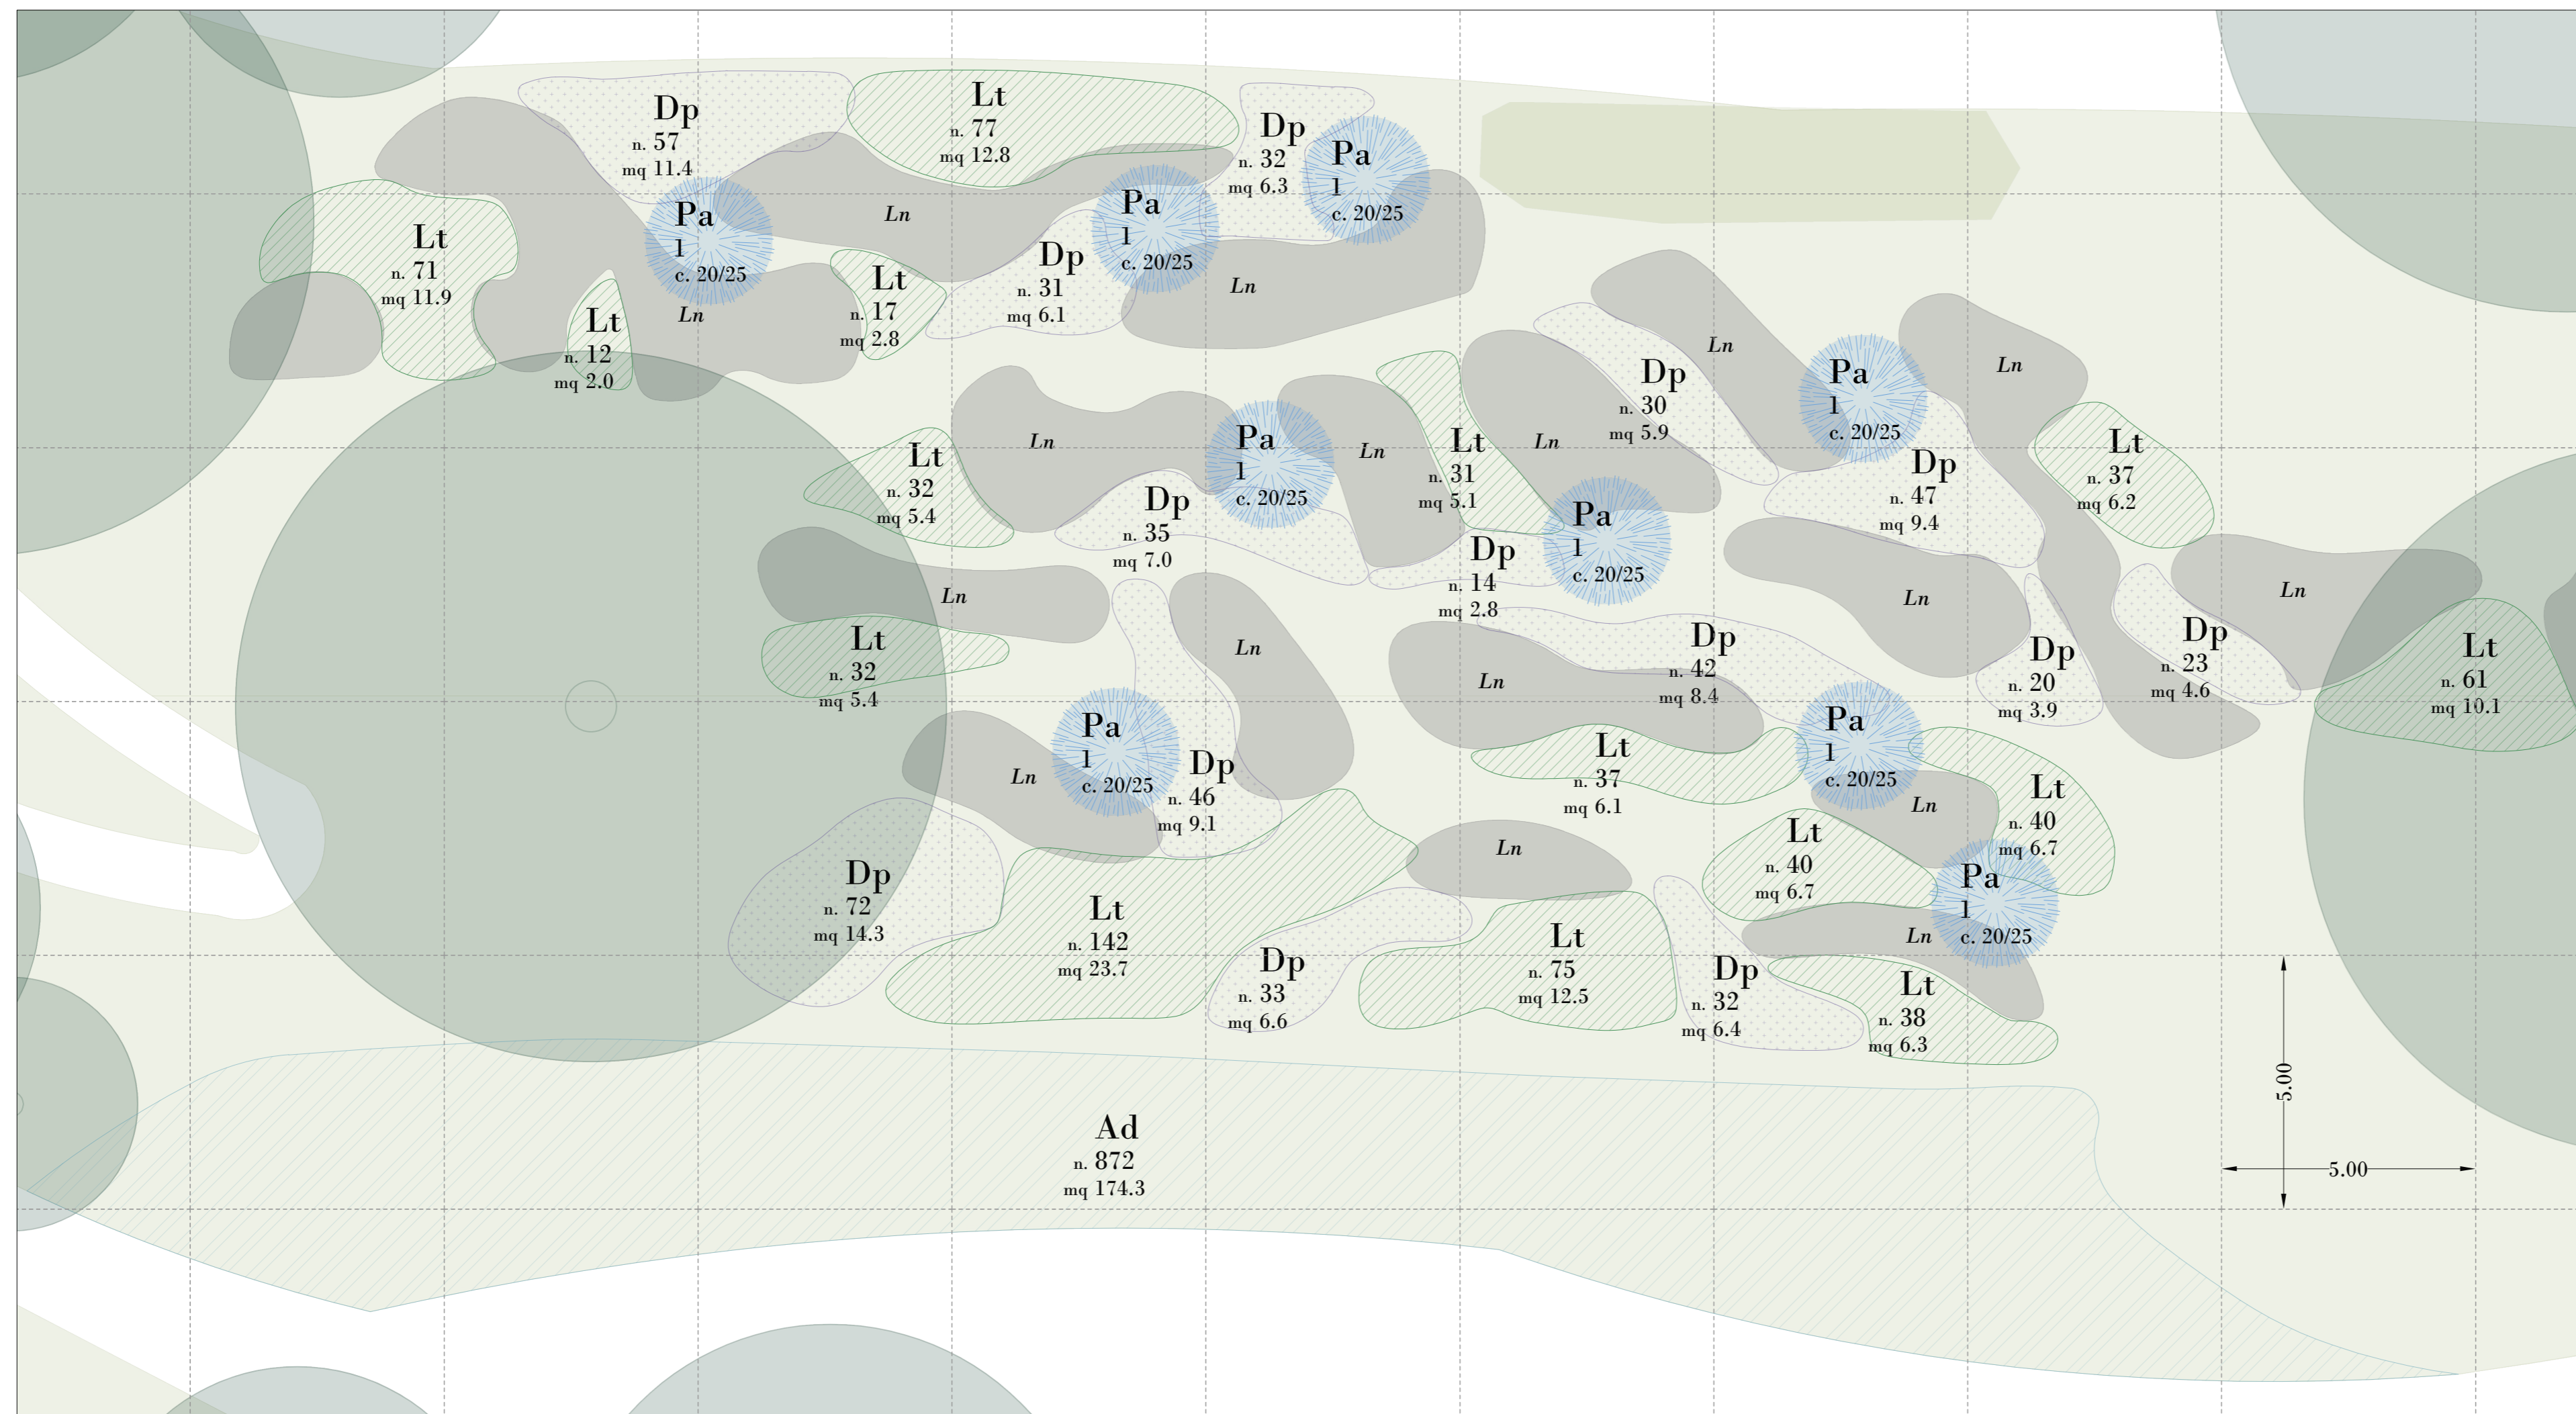 Dp
n. 57
mq 11.4
Lt
n. 77
mq 12.8
Dp
n. 32
mq 6.3
Pa
1
c. 20/25
Pa
1
c. 20/25
Pa
1
c. 20/25
Ln
Lt
n. 71
mq 11.9
Dp
n. 31
mq 6.1
Ln
Lt
n. 17
mq 2.8
Ln
Lt
n. 12
mq 2.0
Ln
Ln
Dp
n. 30
mq 5.9
Pa
1
c. 20/25
Ln
Pa
1
c. 20/25
Ln
Lt
n. 31
mq 5.1
Ln
Lt
n. 37
mq 6.2
Lt
n. 32
mq 5.4
Dp
n. 47
mq 9.4
Dp
n. 35
mq 7.0
Pa
1
c. 20/25
Dp
n. 14
mq 2.8
Ln
Ln
Ln
Lt
n. 32
mq 5.4
Ln
Ln
Dp
n. 42
mq 8.4
Dp
n. 20
mq 3.9
Dp
n. 23
mq 4.6
Lt
n. 61
mq 10.1
Pa
1
c. 20/25
Ln
Dp
n. 46
mq 9.1
Lt
n. 37
mq 6.1
Pa
1
c. 20/25
Ln
Lt
n. 40
mq 6.7
Ln
Lt
n. 40
mq 6.7
Dp
n. 72
mq 14.3
Lt
n. 142
mq 23.7
Pa
1
c. 20/25
Ln
Dp
n. 33
mq 6.6
Lt
n. 75
mq 12.5
Dp
n. 32
mq 6.4
Lt
n. 38
mq 6.3
5.00
5.00
Ad
n. 872
mq 174.3